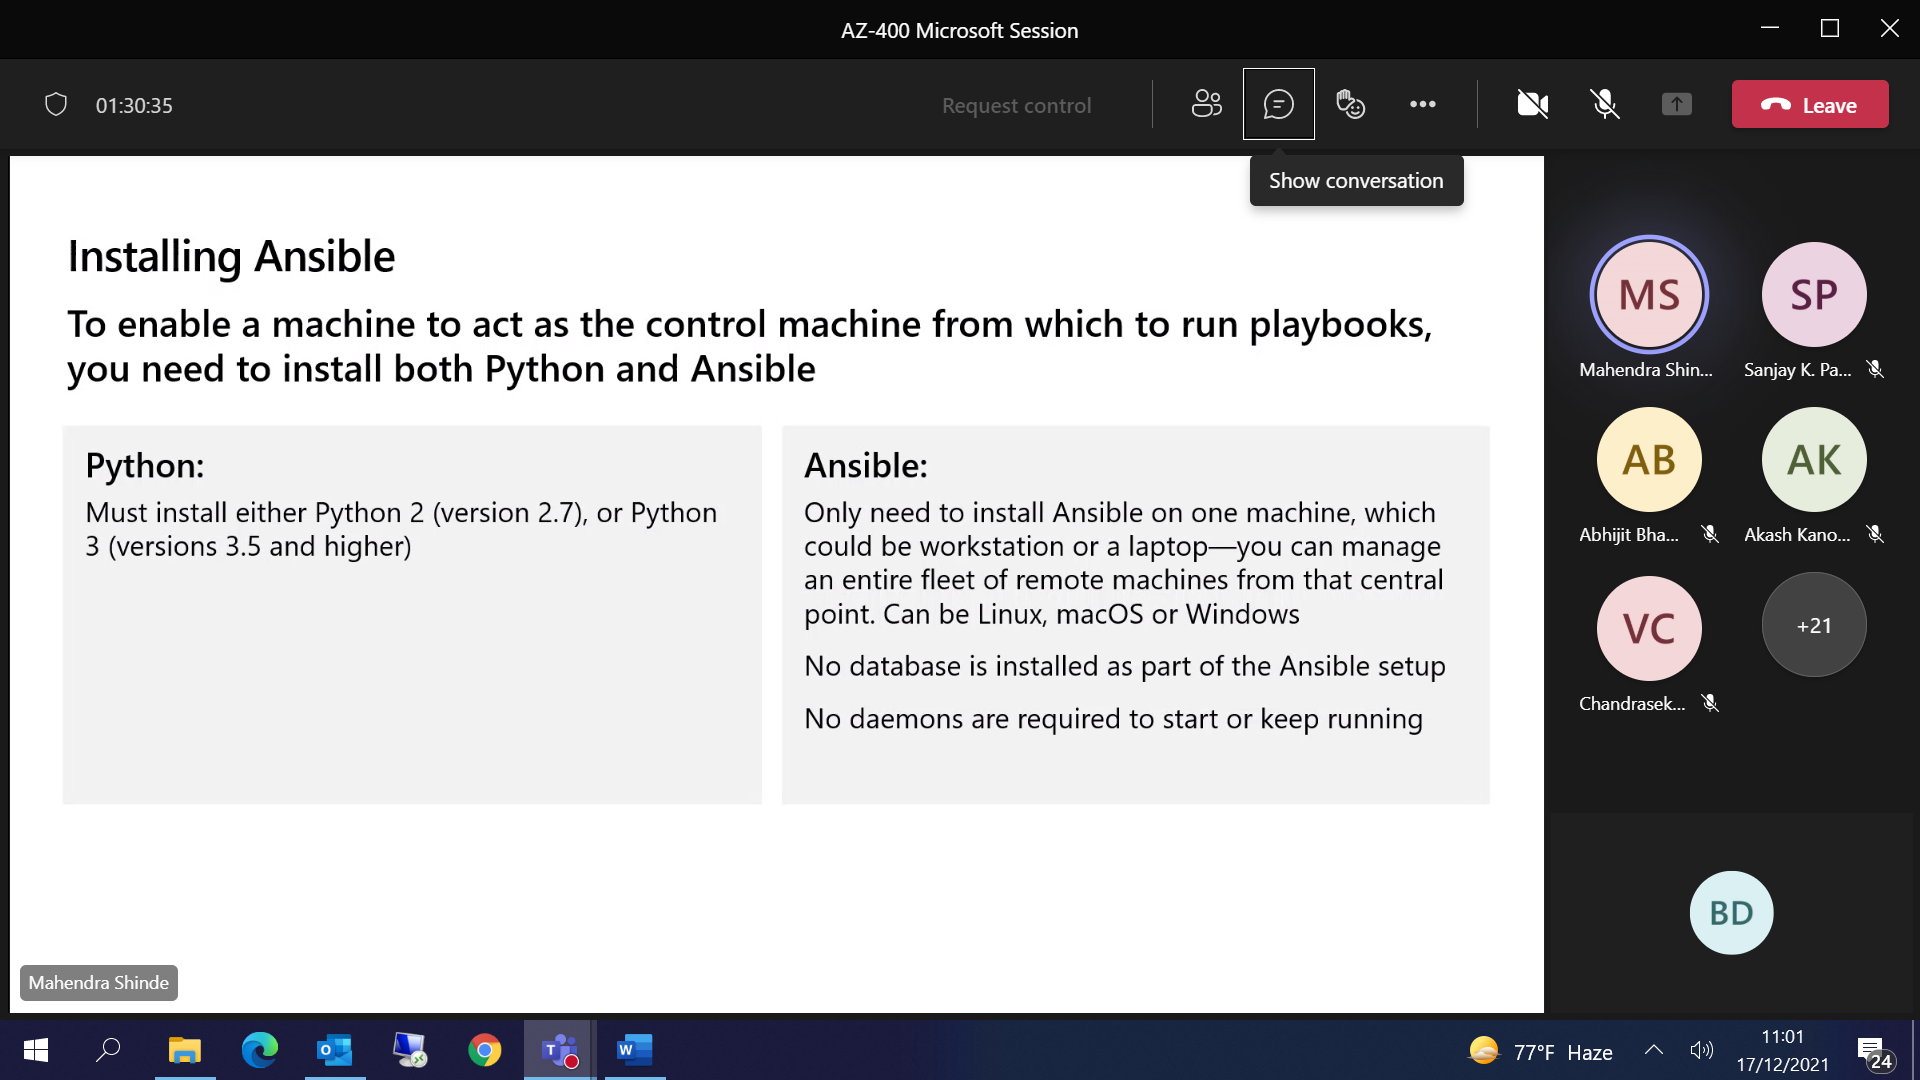 AZ-400 Microsoft Session
01:30:35
Request control
Leave
Show conversation
Installing Ansible
To enable a machine to act as the control machine from which to run playbooks,
you need to install both Python and Ansible
Python:
Must install either Python 2 (version 2.7), or Python
3 (versions 3.5 and higher)
Ansible:
Only need to install Ansible on one machine, which
could be workstation or a laptop—you can manage
an entire fleet of remote machines from that central
point. Can be Linux, macOS or Windows
No database is installed as part of the Ansible setup
No daemons are required to start or keep running
Mahendra Shinde
MS
SP
Mahendra Shin...
Sanjay K. Pa...
AB
AK
Abhijit Bha...
Akash Kano...
VC
+21
Chandrasek...
BD
O
T
W
77°F Haze
11:01
17/12/2021
24